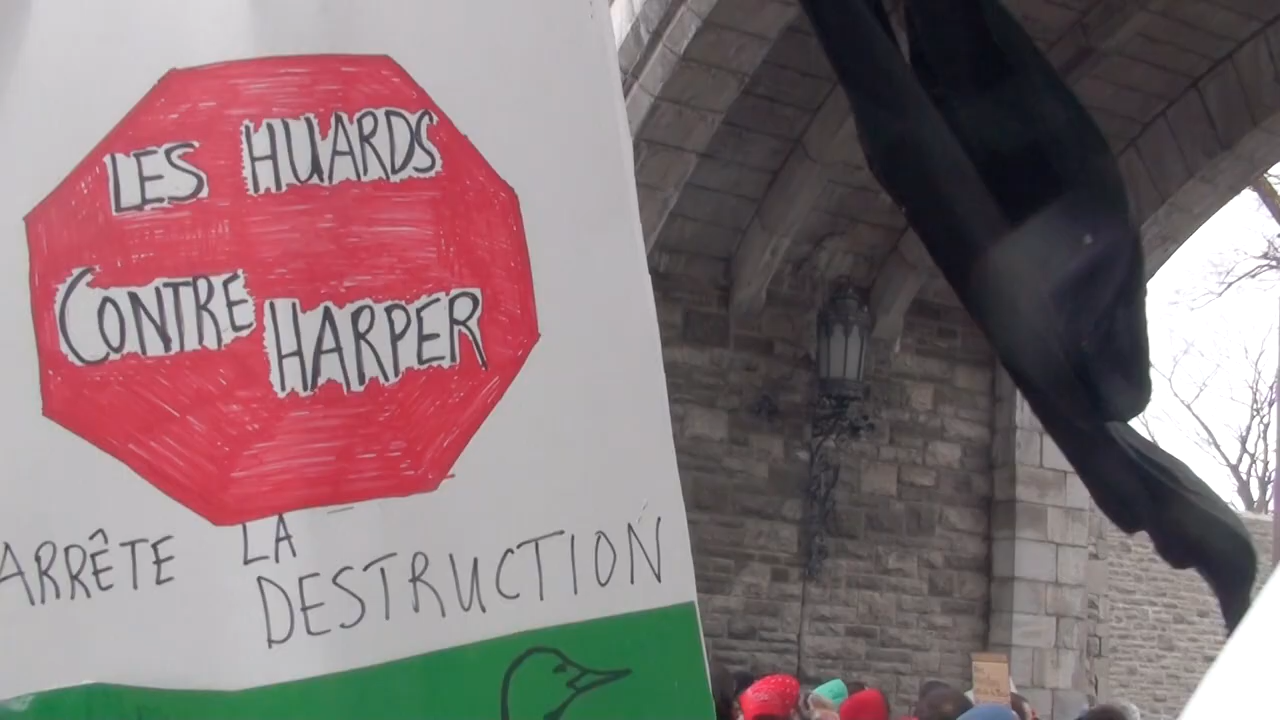 LES HUARDS
CONTRE HARPER
ARRÊTE LA
DESTRUCTION